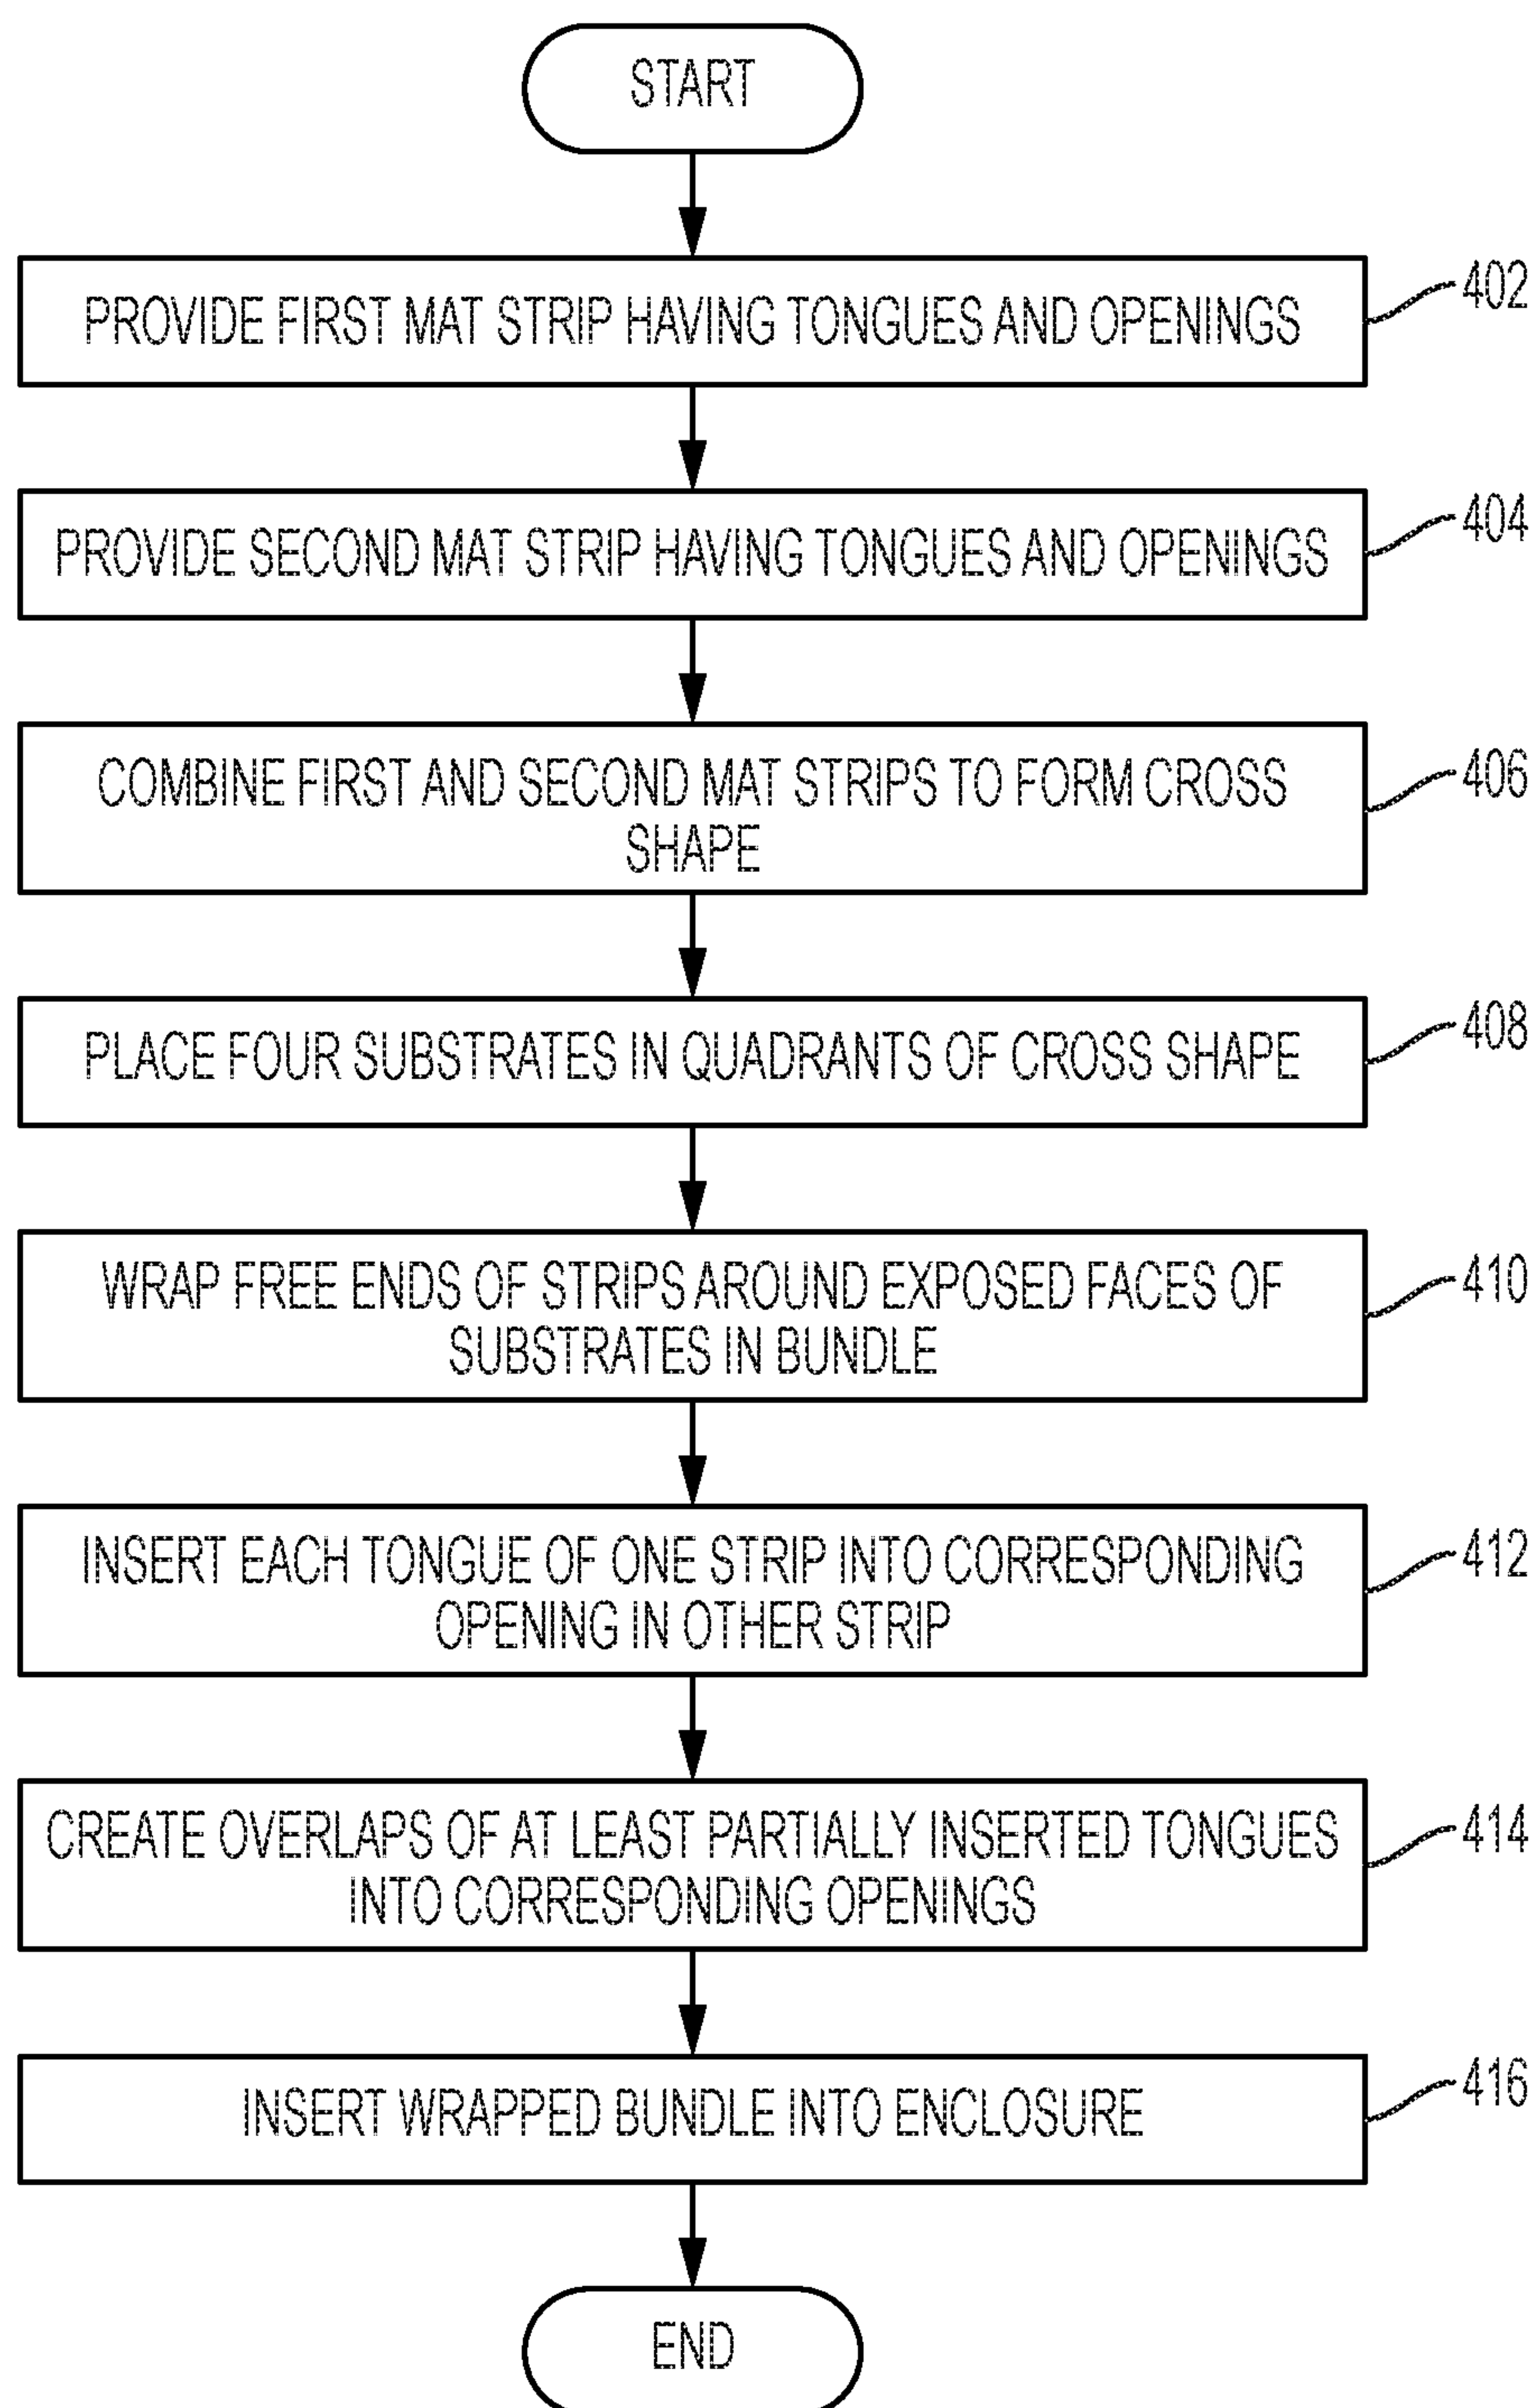 START
PROVIDE FIRST MAT STRIP HAVING TONGUES AND OPENINGS
402
PROVIDE SECOND MAT STRIP HAVING TONGUES AND OPENINGS
404
COMBINE FIRST AND SECOND MAT STRIPS TO FORM CROSS
SHAPE
406
PLACE FOUR SUBSTRATES IN QUADRANTS OF CROSS SHAPE
408
WRAP FREE ENDS OF STRIPS AROUND EXPOSED FACES OF
SUBSTRATES IN BUNDLE
410
INSERT EACH TONGUE OF ONE STRIP INTO CORRESPONDING
OPENING IN OTHER STRIP
412
CREATE OVERLAPS OF AT LEAST PARTIALLY INSERTED TONGUES
INTO CORRESPONDING OPENINGS
414
INSERT WRAPPED BUNDLE INTO ENCLOSURE
416
END